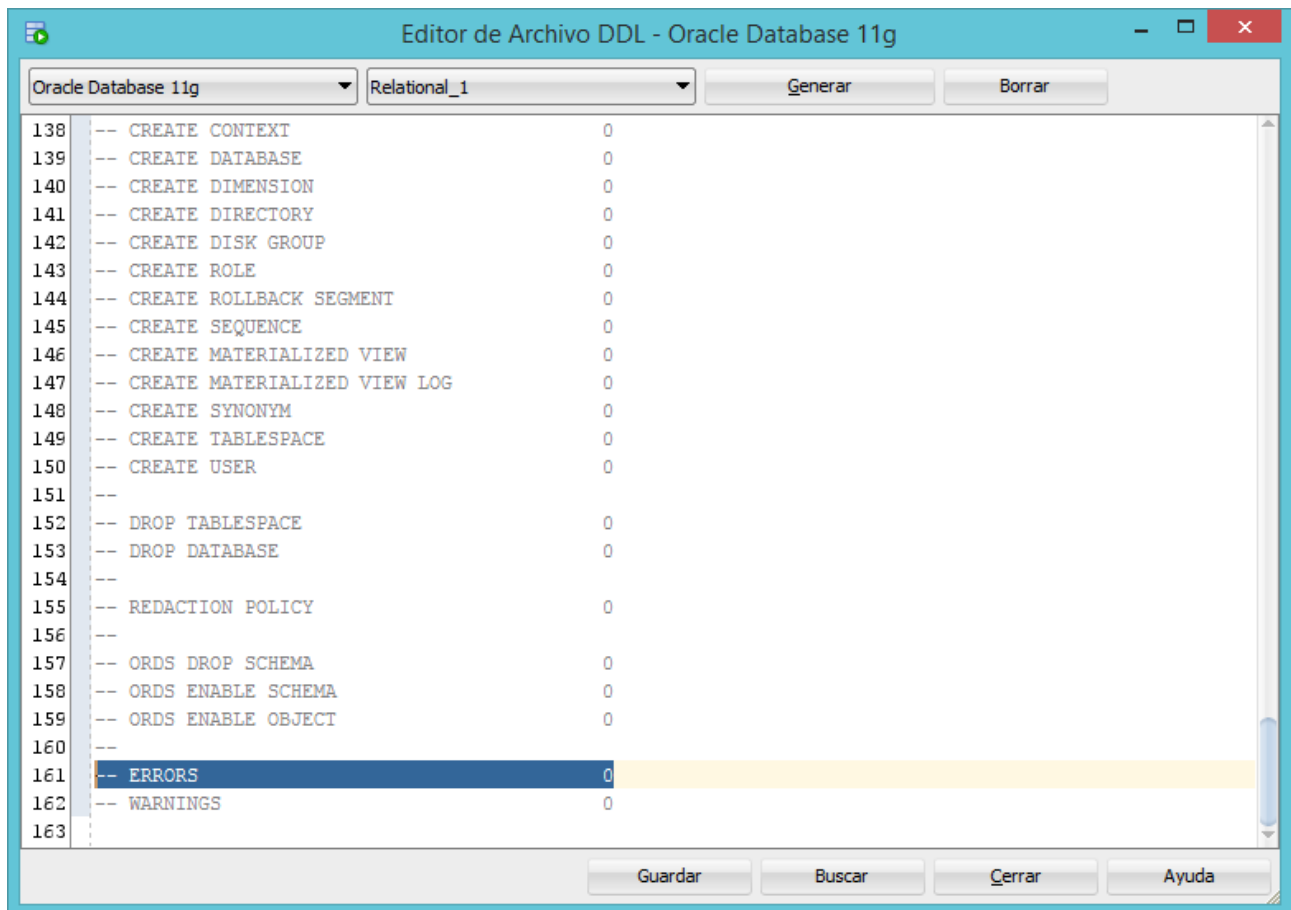 Editor de Archivo DDL - Oracle Database 11g
Oracle Database 11g Relational_1 Generar Borrar
138 -- CREATE CONTEXT 0
139 -- CREATE DATABASE 0
140 -- CREATE DIMENSION 0
141 -- CREATE DIRECTORY 0
142 -- CREATE DISK GROUP 0
143 -- CREATE ROLE 0
144 -- CREATE ROLLBACK SEGMENT 0
145 -- CREATE SEQUENCE 0
146 -- CREATE MATERIALIZED VIEW 0
147 -- CREATE MATERIALIZED VIEW LOG 0
148 -- CREATE SYNONYM 0
149 -- CREATE TABLESPACE 0
150 -- CREATE USER 0
151 --
152 -- DROP TABLESPACE 0
153 -- DROP DATABASE 0
154 --
155 -- REDACTION POLICY 0
156 --
157 -- ORDS DROP SCHEMA 0
158 -- ORDS ENABLE SCHEMA 0
159 -- ORDS ENABLE OBJECT 0
160 --
161 -- ERRORS 0
162 -- WARNINGS 0
163
Guardar Buscar Cerrar Ayuda